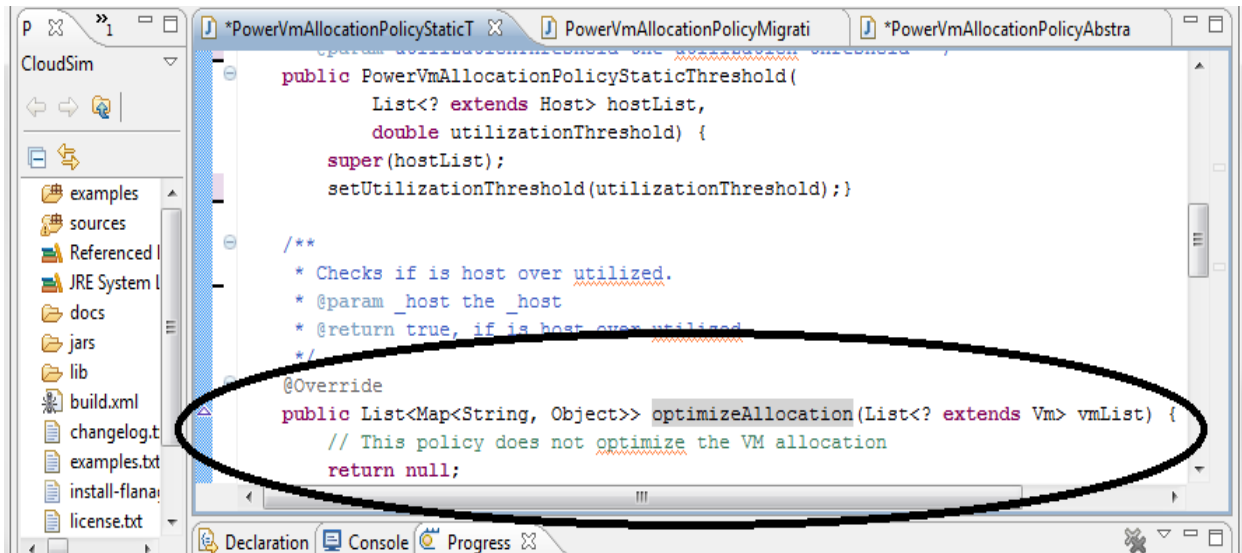 P
»1
*PowerVmAllocationPolicyStaticT
PowerVmAllocationPolicyMigrati
*PowerVmAllocationPolicyAbstra
CloudSim
examples
sources
Referenced l
JRE System L
docs
jars
lib
build.xml
changelog.t
examples.txt
install-flanag
license.txt
public PowerVmAllocationPolicyStaticThreshold(
List<? extends Host> hostList,
double utilizationThreshold) {
super(hostList);
setUtilizationThreshold(utilizationThreshold);}
/**
* Checks if is host over utilized.
* @param _host the _host
* @return true, if is host over utilized
*/
@Override
public List<Map<String, Object>> optimizeAllocation(List<? extends Vm> vmList) {
// This policy does not optimize the VM allocation
return null;
Declaration Console Progress